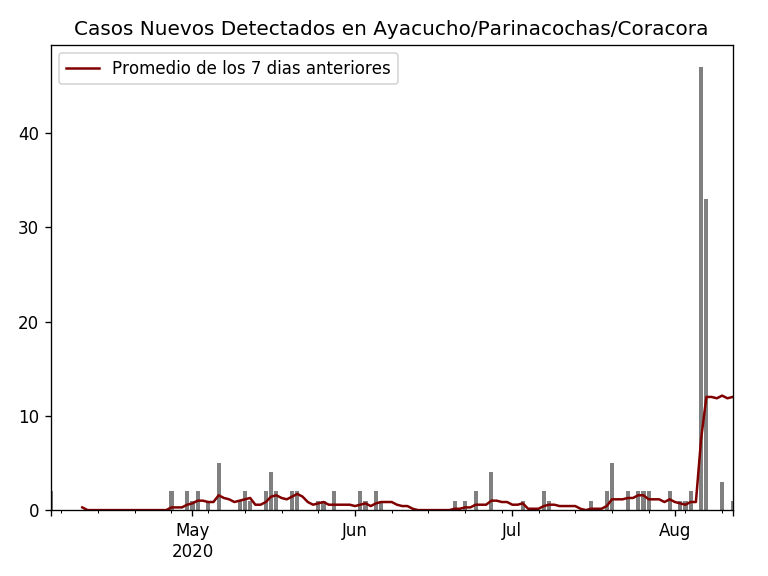 Casos Nuevos Detectados en Ayacucho/Parinacochas/Coracora
Promedio de los 7 dias anteriores
40
30
20
10
0
May
2020
Jun
Jul
Aug